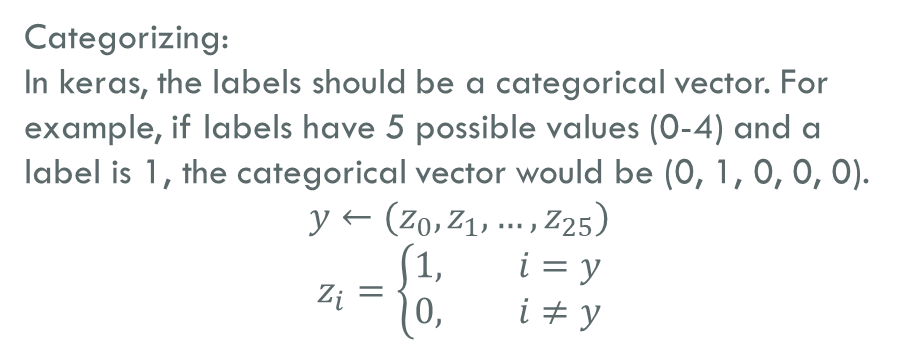 Categorizing:
In keras, the labels should be a categorical vector. For
example, if labels have 5 possible values (0-4) and a
label is 1, the categorical vector would be (0, 1, 0, 0, 0).
y ← (z₀, z₁, … , z₂₅)
zᵢ = {1, i = y
{0, i ≠ y